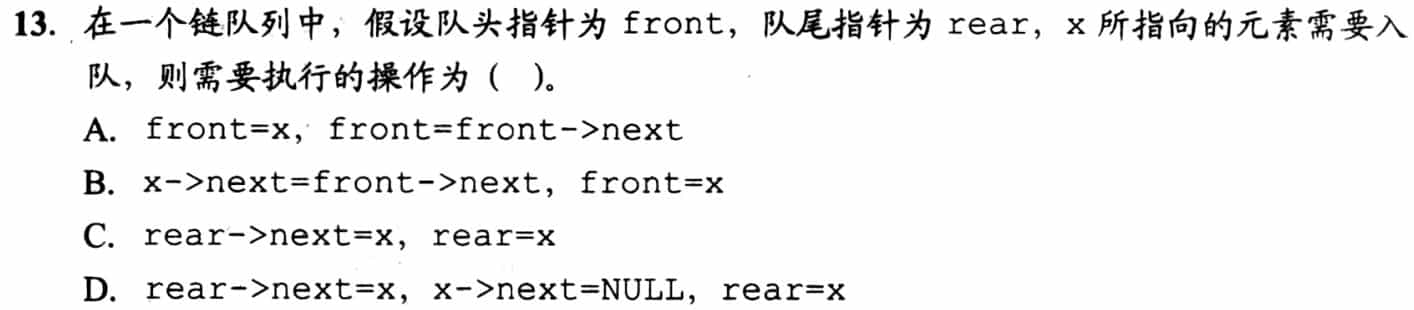 13. 在一个链队列中，假设队头指针为 front，队尾指针为 rear，x 所指向的元素需要入
队，则需要执行的操作为（ ）。
A. front=x，front=front->next
B. x->next=front->next，front=x
C. rear->next=x，rear=x
D. rear->next=x，x->next=NULL，rear=x